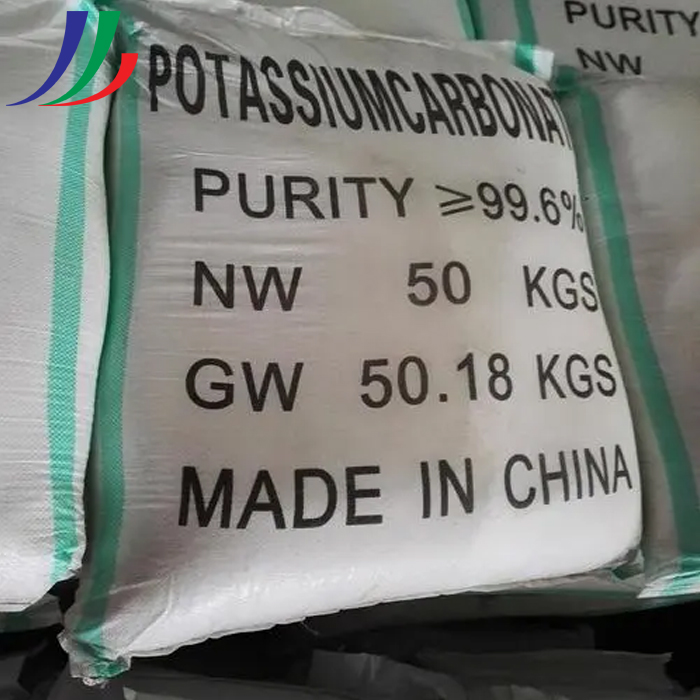 POTASSIUMCARBONAT
PURITY ≥99.6%
NW 50 KGS
GW 50.18 KGS
MADE IN CHINA
PURITY
NW